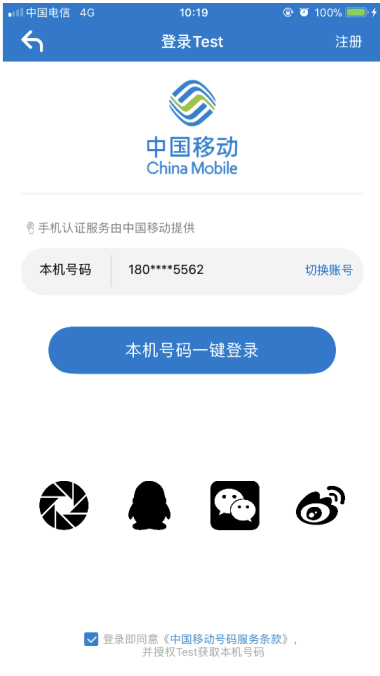 中国电信 4G 10:19 100%
登录Test 注册
中国移动
China Mobile
手机认证服务由中国移动提供
本机号码 180****5562 切换账号
本机号码一键登录
登录即同意《中国移动号码服务条款》，
并授权Test获取本机号码